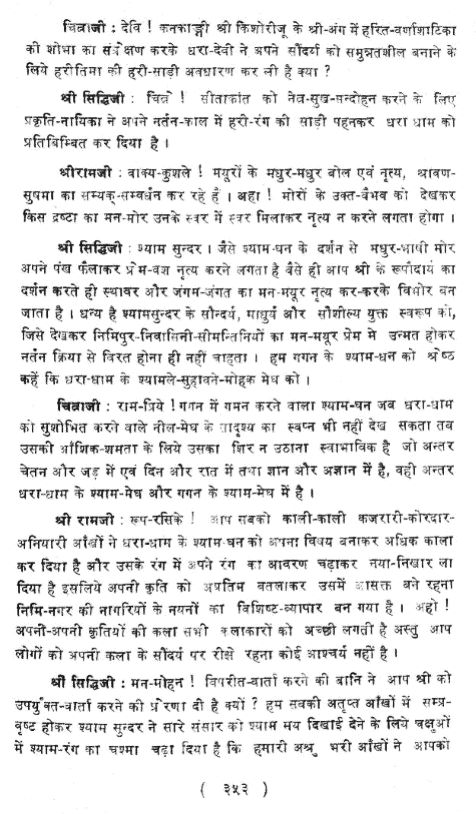 चित्राजी : देवि ! कनकाङ्गी श्री किशोरीजू के श्री-अंग में हरित-वर्णशाटिका
की शोभा का संप्रेक्षण करके धरा-देवी ने अपने सौंदर्य को समुन्नतशील बनाने के
लिये हरीतिमा की हरी-साड़ी अवधारण कर ली है क्या ?
श्री सिद्धिजी : चित्रे ! सीताकांत को नेत्र-सुख-सन्दोहन करने के लिए
प्रकृति-नायिका ने अपने नर्तन-काल में हरी-रंग की साड़ी पहनकर धरा धाम को
प्रतिबिम्बित कर दिया है ।
श्रीरामजी : वाक्य-कुशले ! मयूरों के मधुर-मधुर बोल एवं नृत्य, श्रावण-
सुषमा का सम्यक्-सम्वर्धन कर रहे हैं । अहा ! मोरों के उक्त-वैभव को देखकर
किस द्रष्टा का मन-मोर उनके स्वर में स्वर मिलाकर नृत्य न करने लगता होगा ।
श्री सिद्धिजी : श्याम सुन्दर । जैसे श्याम-घन के दर्शन से मधुर-भाषी मोर
अपने पंख फैलाकर प्रेम-वश नृत्य करने लगता है वैसे ही आप श्री के रूपौदार्य का
दर्शन करते ही स्थावर और जंगम-जंगत का मन-मयूर नृत्य कर-करके विभोर बन
जाता है । धन्य है श्यामसुन्दर के सौन्दर्य, माधुर्य और सौशील्य युक्त स्वरूप को,
जिसे देखकर निमिपुर-निवासिनी-सीमन्तिनियों का मन-मयूर प्रेम मे उन्मत होकर
नर्तन क्रिया से विरत होना ही नहीं चाहता । हम गगन के श्याम-धन को श्रेष्ठ
कहें कि धरा-धाम के श्यामले-सुहावने-मोहक मेघ को ।
चित्राजी : राम-प्रिये ! गगन में गमन करने वाला श्याम-घन जब धरा-धाम
को सुशोभित करने वाले नील-मेघ के तादृश्य का स्वप्न भी नहीं देख सकता तब
उसकी आँशिक-क्षमता के लिये उसका शिर न उठाना स्वाभाविक है जो अन्तर
चेतन और जड़ में एवं दिन और रात में तथा ज्ञान और अज्ञान में है, वही अन्तर
धरा-धाम के श्याम-मेघ और गगन के श्याम-मेघ में है ।
श्री रामजी : रूप-रसिके ! आप सबको काली-काली कजरारी-कोरदार-
अनियारी आँखों ने धरा-धाम के श्याम-घन को अपना विषय बनाकर अधिक काला
कर दिया है और उसके रंग में अपने रंग का आवरण चढ़ाकर नया-निखार ला
दिया है इसलिये अपनी कृति को अप्रतिम बतलाकर उसमें आसक्त बने रहना
निमि-नगर की नागरियों के नयनों का विशिष्ट-व्यापार बन गया है । अहो !
अपनी-अपनी कृतियों की कला सभी कलाकारों को अच्छी लगती है अस्तु आप
लोगों को अपनी कला के सौंदर्य पर रीझे रहना कोई आश्चर्य नहीं है ।
श्री सिद्धिजी : मन-मोहन ! विपरीत-वार्ता करने की बानि ने आप श्री को
उपर्युक्त-वार्ता करने की प्रेरणा दी है क्यों ? हम सबकी अतृप्त आँखों में सम्प्र-
वृष्ट होकर श्याम सुन्दर ने सारे संसार को श्याम मय दिखाई देने के लिये चक्षुओं
में श्याम-रंग का चश्मा चढ़ा दिया है कि हमारी अश्रु भरी आँखों ने आपको
( ३५३ )